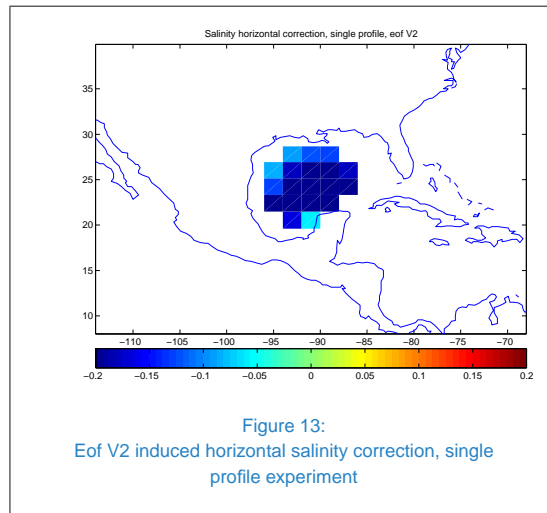 Salinity horizontal correction, single profile, eof V2
35
30
25
20
15
10
−110 −105 −100 −95 −90 −85 −80 −75 −70
−0.2 −0.15 −0.1 −0.05 0 0.05 0.1 0.15 0.2
Figure 13:
Eof V2 induced horizontal salinity correction, single
profile experiment